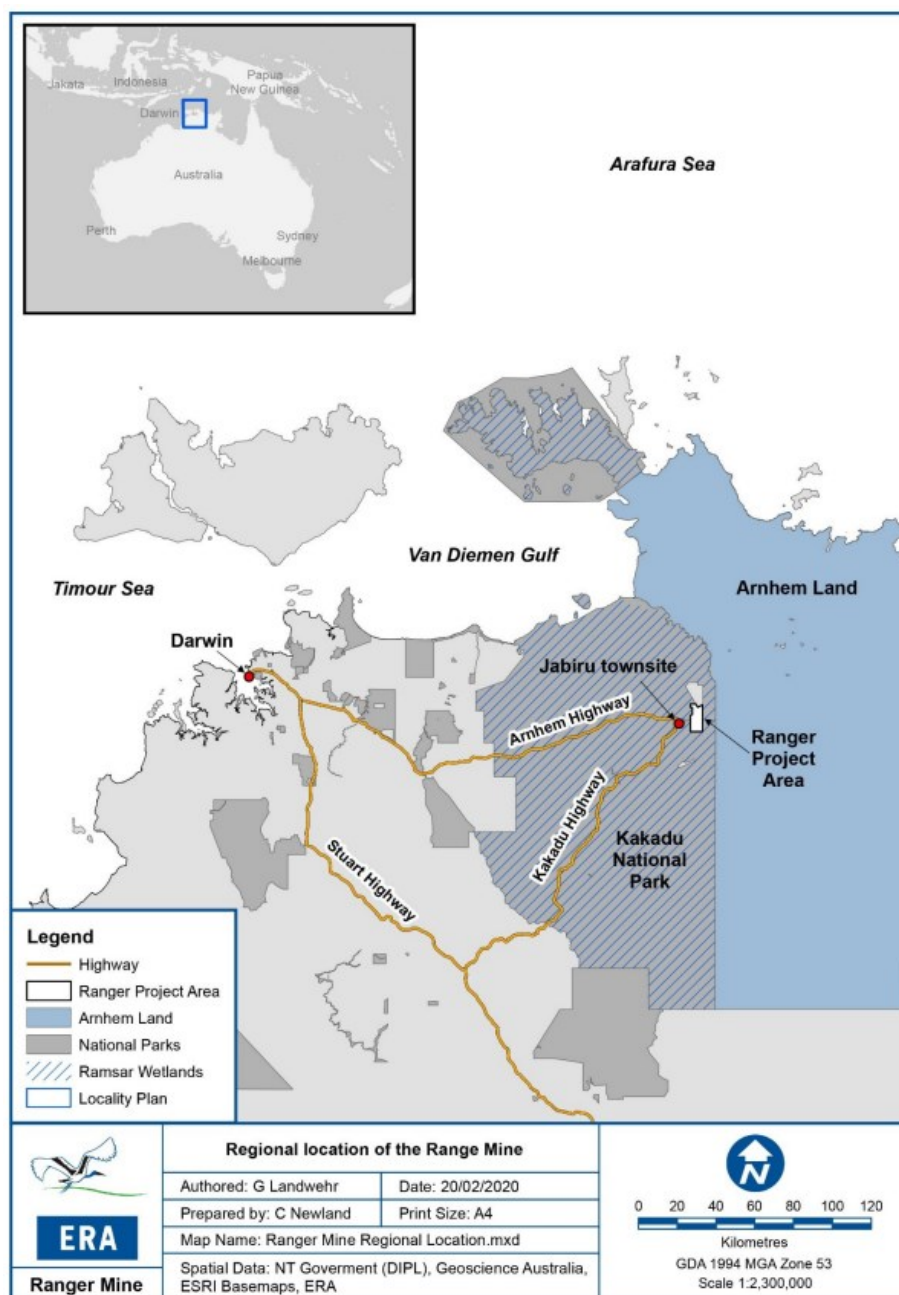 Jakata
Indonesia
Papua
New Guinea
Darwin
Australia
Perth
Sydney
Melbourne
Arafura Sea
Van Diemen Gulf
Timour Sea
Arnhem Land
Darwin
Jabiru townsite
Arnhem Highway
Ranger
Project
Area
Kakadu Highway
Kakadu
National
Park
Stuart Highway
Legend
Highway
Ranger Project Area
Arnhem Land
National Parks
Ramsar Wetlands
Locality Plan
ERA
Ranger Mine
Regional location of the Range Mine
Authored: G Landwehr
Date: 20/02/2020
Prepared by: C Newland
Print Size: A4
Map Name: Ranger Mine Regional Location.mxd
Spatial Data: NT Goverment (DIPL), Geoscience Australia,
ESRI Basemaps, ERA
N
0 20 40 60 80 100 120
Kilometres
GDA 1994 MGA Zone 53
Scale 1:2,300,000